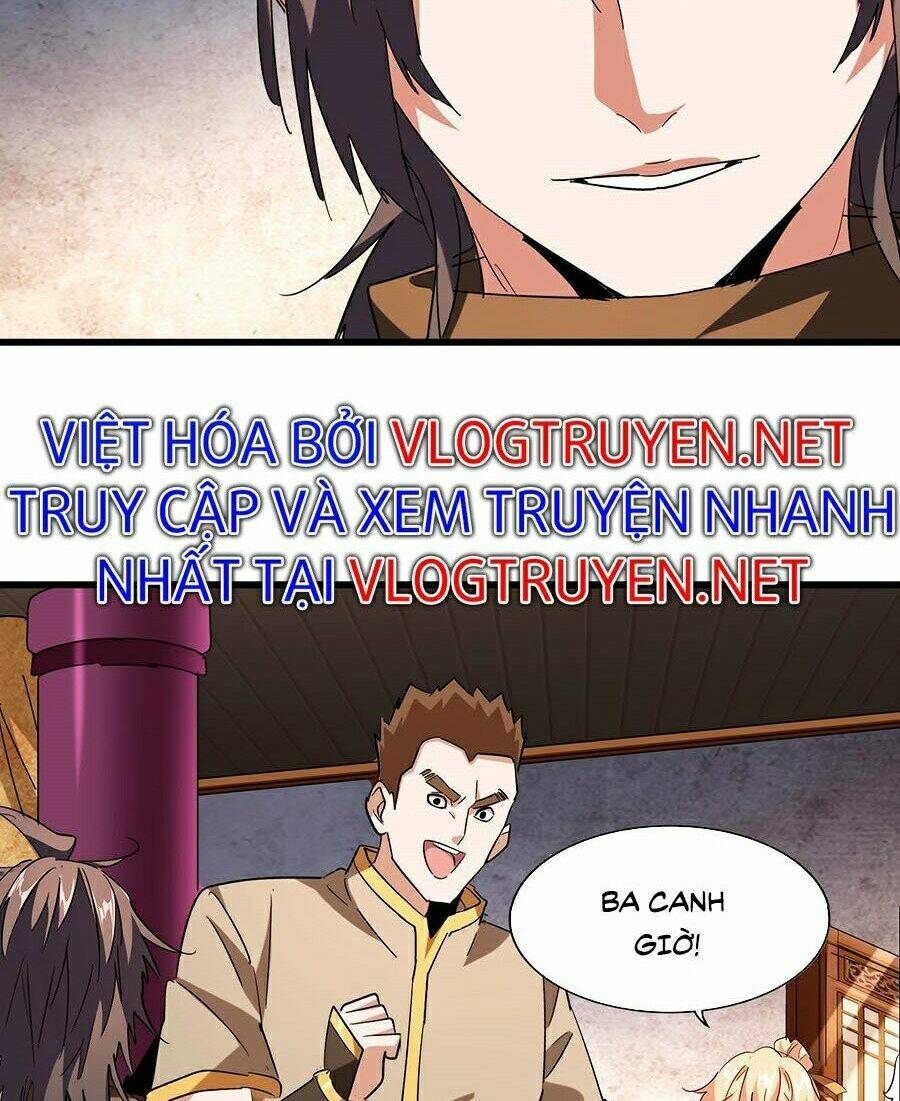 VIỆT HÓA BỞI VLOGTRUYEN.NET
TRUY CẬP VÀ XEM TRUYỆN NHANH
NHẤT TẠI VLOGTRUYEN.NET
BA CANH
GIỜ!